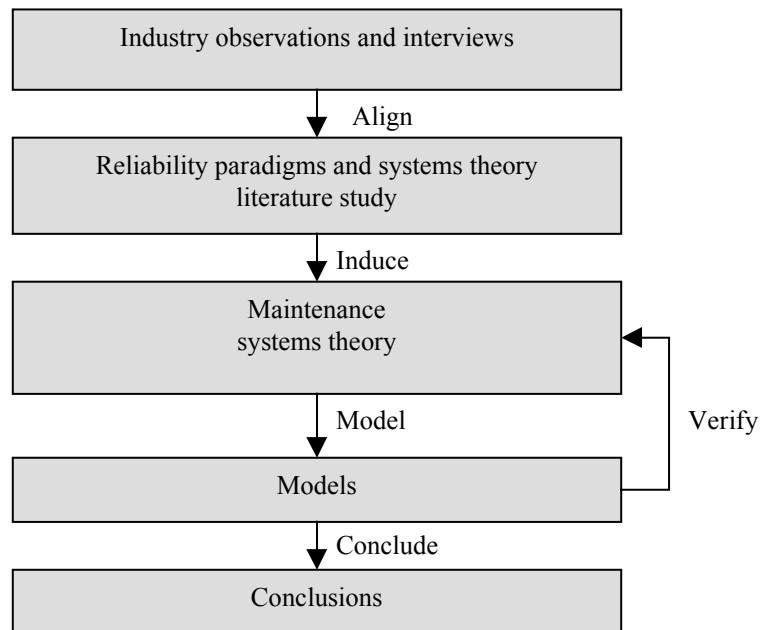 Industry observations and interviews
Align
Reliability paradigms and systems theory
literature study
Induce
Maintenance
systems theory
Model
Verify
Models
Conclude
Conclusions